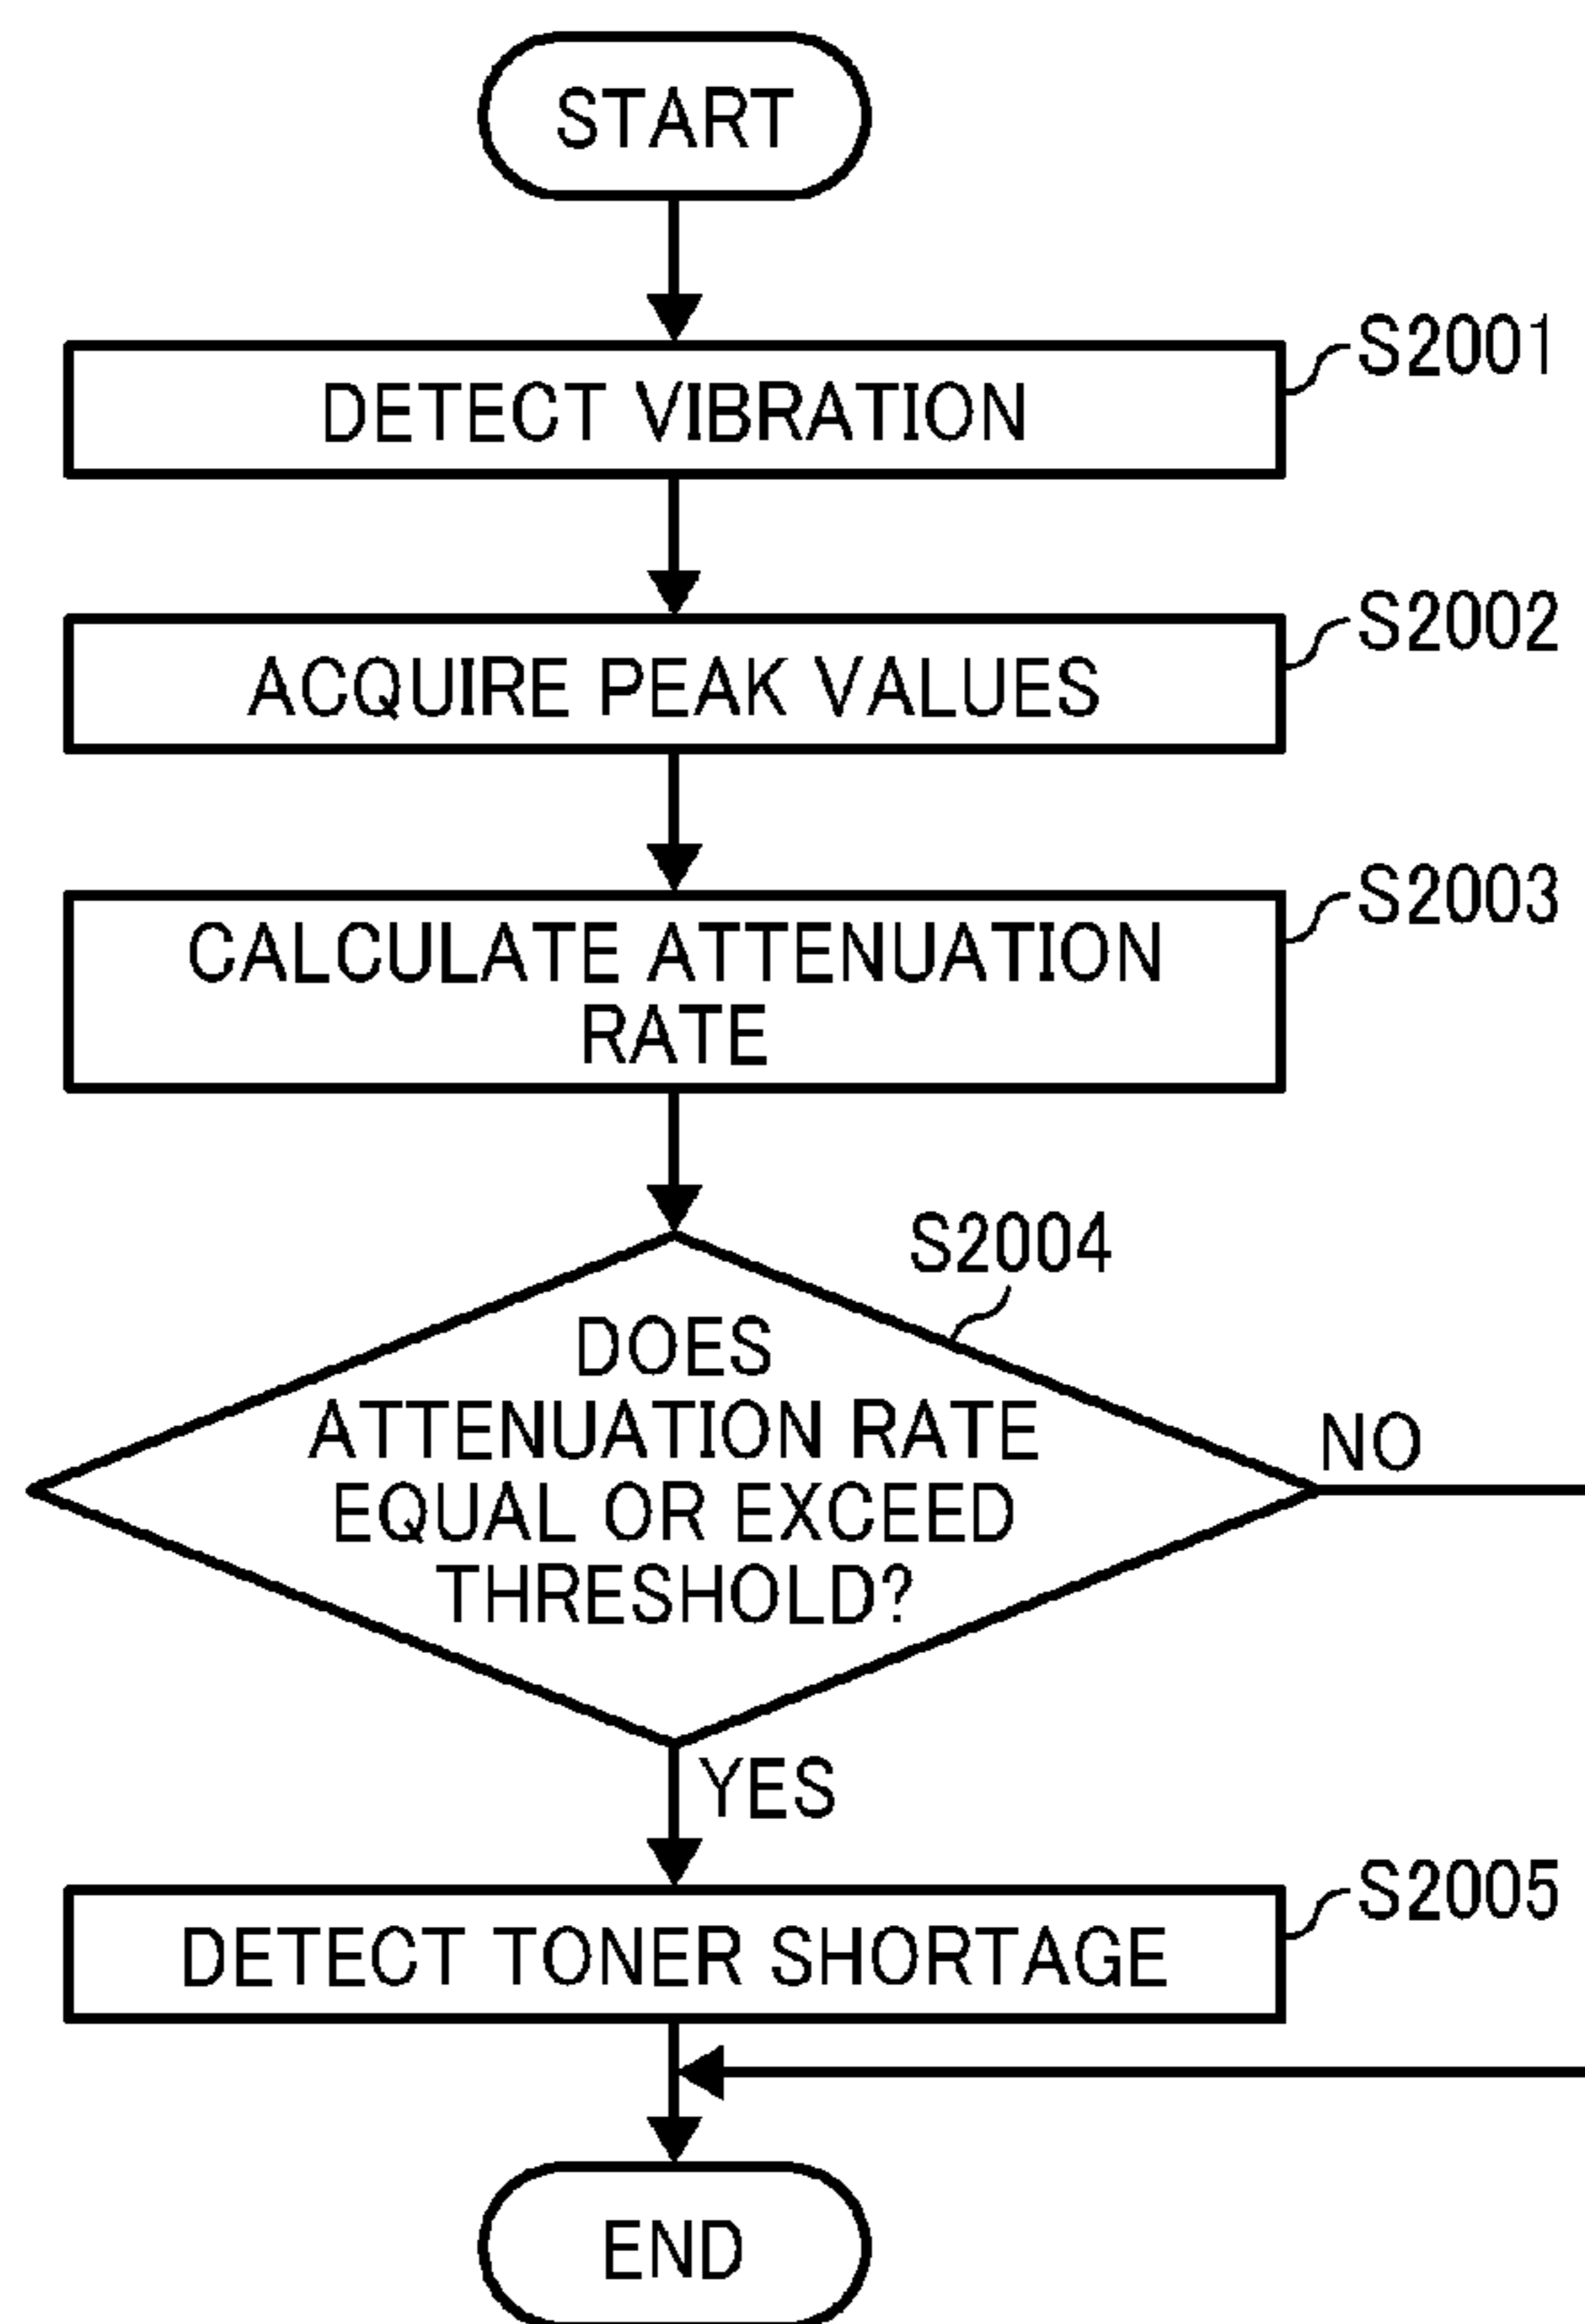 START
S2001
DETECT VIBRATION
S2002
ACQUIRE PEAK VALUES
S2003
CALCULATE ATTENUATION
RATE
S2004
DOES
ATTENUATION RATE
EQUAL OR EXCEED
THRESHOLD?
NO
YES
S2005
DETECT TONER SHORTAGE
END